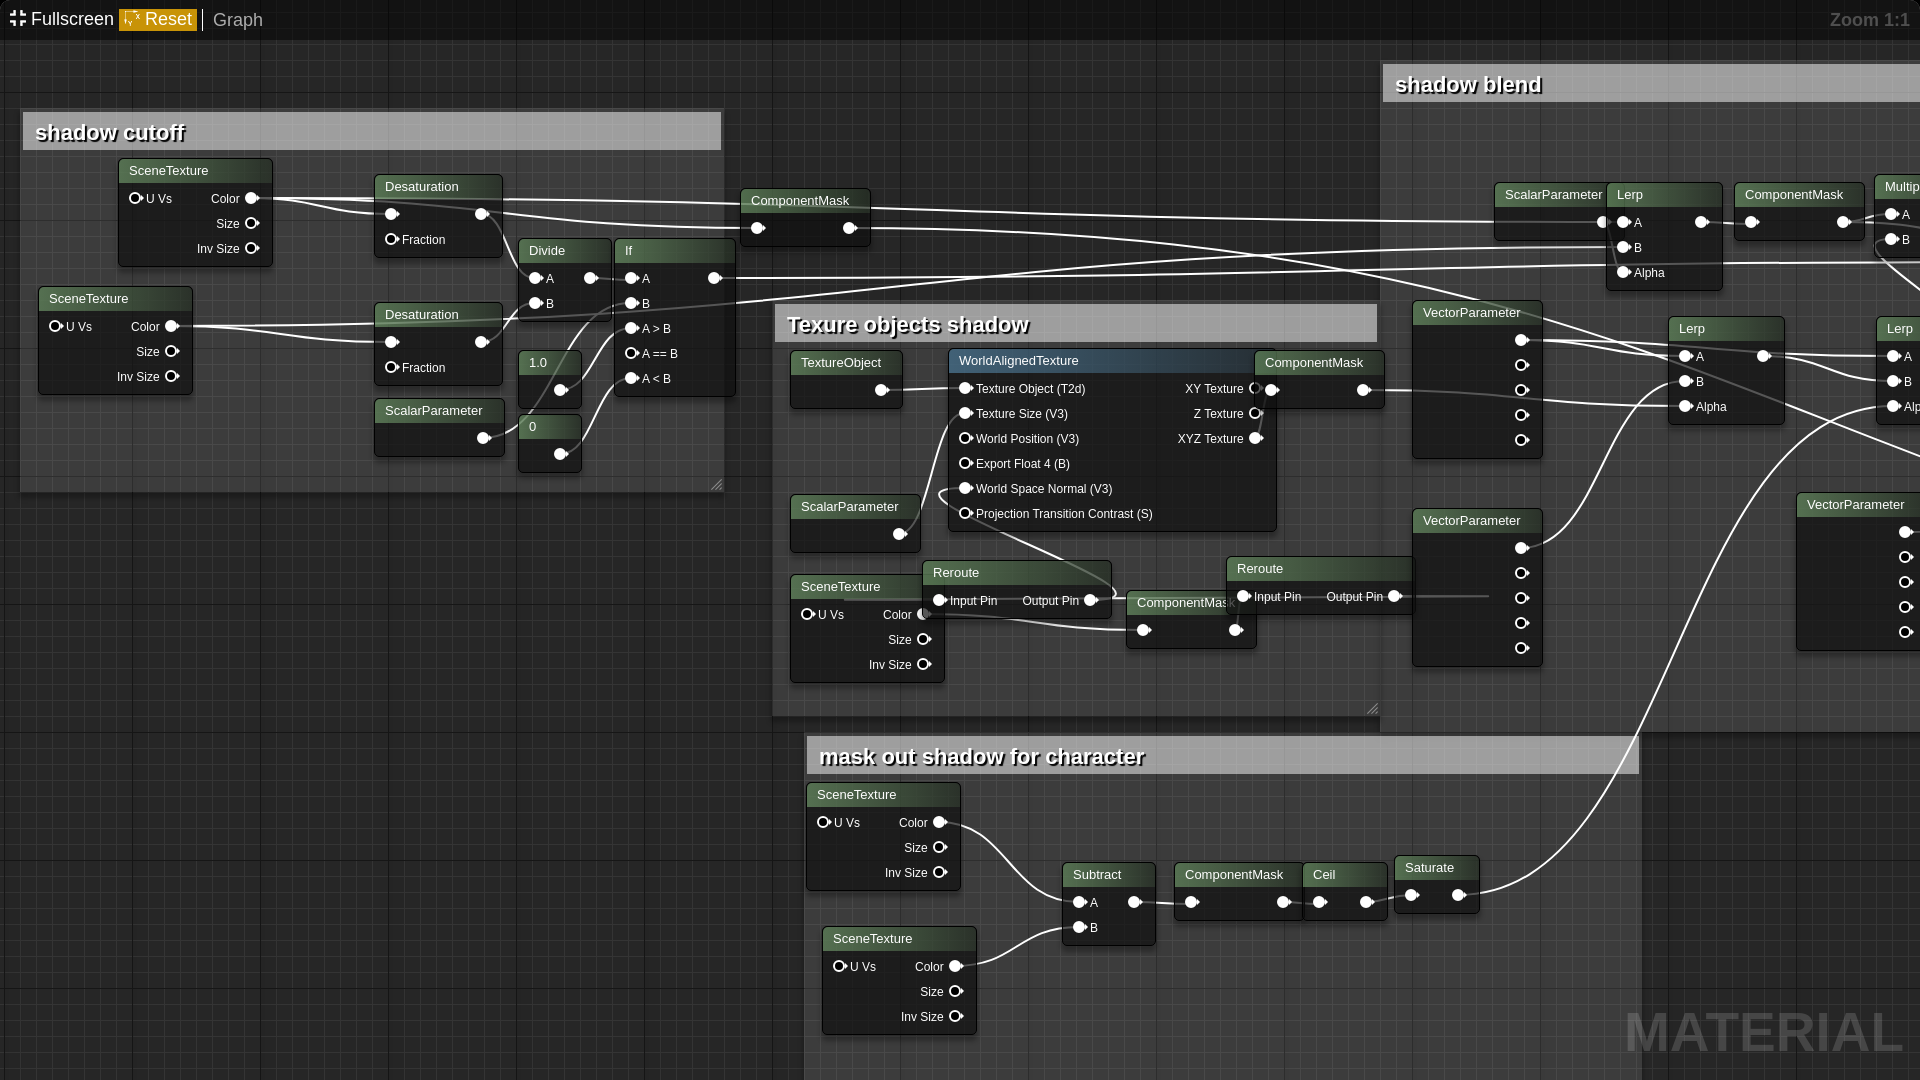 Fullscreen Reset Graph
Zoom 1:1
shadow cutoff
SceneTexture
U Vs Color
Size
Inv Size
SceneTexture
U Vs Color
Size
Inv Size
Desaturation
Fraction
Desaturation
Fraction
ScalarParameter
Divide
A
B
1.0
0
If
A
B
A > B
A == B
A < B
ComponentMask
Texure objects shadow
TextureObject
WorldAlignedTexture
Texture Object (T2d) XY Texture
Texture Size (V3) Z Texture
World Position (V3) XYZ Texture
Export Float 4 (B)
World Space Normal (V3)
Projection Transition Contrast (S)
ComponentMask
ScalarParameter
SceneTexture
U Vs Color
Size
Inv Size
Reroute
Input Pin Output Pin
ComponentMask
Reroute
Input Pin Output Pin
shadow blend
ScalarParameter
Lerp
A
B
Alpha
ComponentMask
Multip
A
B
VectorParameter
Lerp
A
B
Alpha
Lerp
A
B
Alp
VectorParameter
VectorParameter
mask out shadow for character
SceneTexture
U Vs Color
Size
Inv Size
SceneTexture
U Vs Color
Size
Inv Size
Subtract
A
B
ComponentMask
Ceil
Saturate
MATERIAL